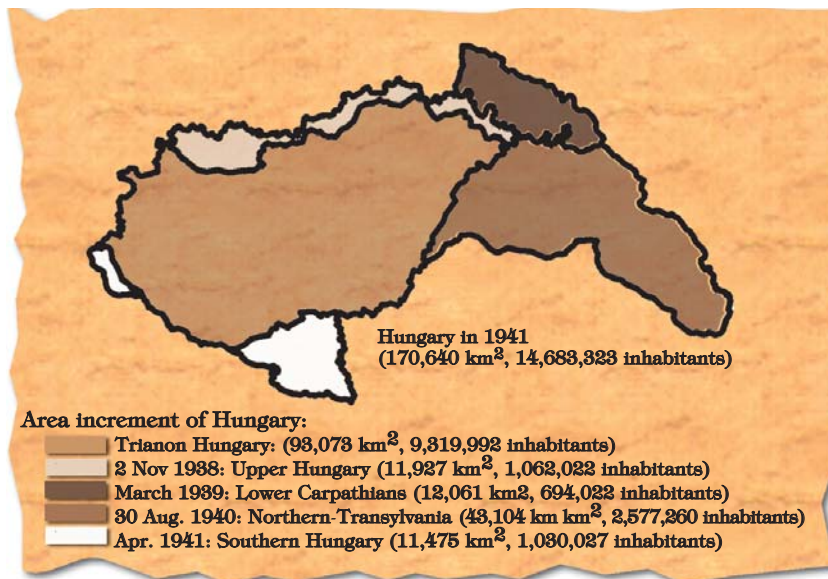 Hungary in 1941
(170,640 km², 14,683,323 inhabitants)
Area increment of Hungary:
Trianon Hungary: (93,073 km², 9,319,992 inhabitants)
2 Nov 1938: Upper Hungary (11,927 km², 1,062,022 inhabitants)
March 1939: Lower Carpathians (12,061 km2, 694,022 inhabitants)
30 Aug. 1940: Northern-Transylvania (43,104 km km², 2,577,260 inhabitants)
Apr. 1941: Southern Hungary (11,475 km², 1,030,027 inhabitants)